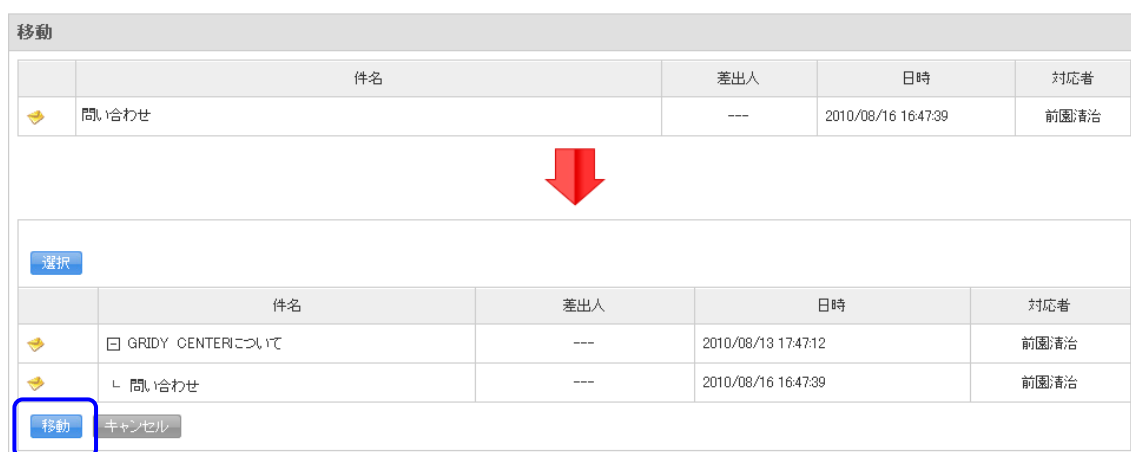 移動
件名 差出人 日時 対応者
問い合わせ --- 2010/08/16 16:47:39 前園清治
選択
件名 差出人 日時 対応者
GRIDY CENTERについて --- 2010/08/13 17:47:12 前園清治
└ 問い合わせ --- 2010/08/16 16:47:39 前園清治
移動 キャンセル